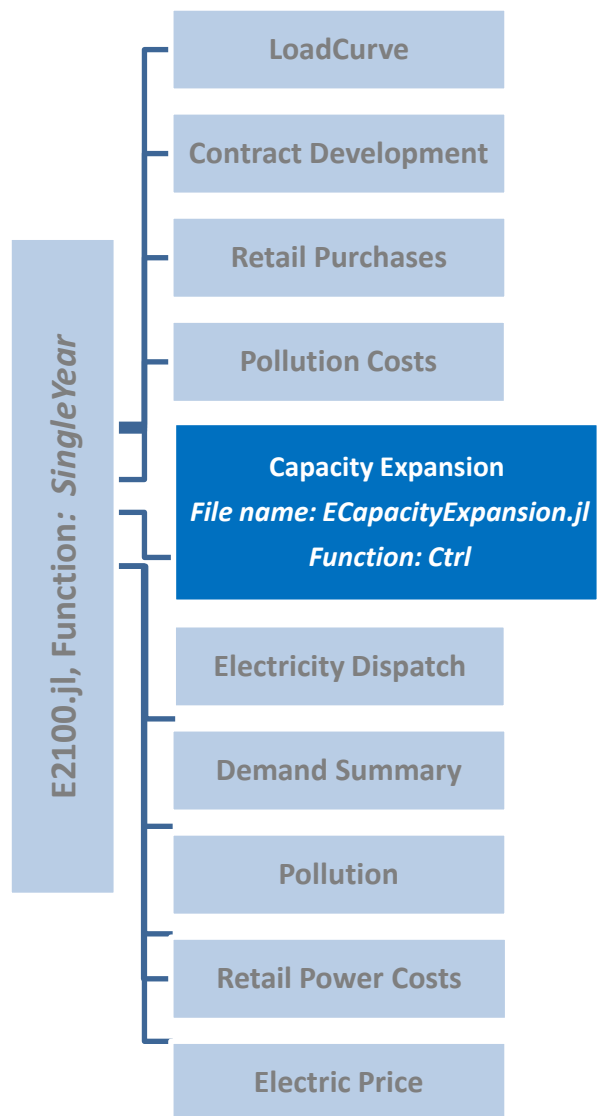 LoadCurve
Contract Development
Retail Purchases
Pollution Costs
E2100.jl, Function: SingleYear
Capacity Expansion
File name: ECapacityExpansion.jl
Function: Ctrl
Electricity Dispatch
Demand Summary
Pollution
Retail Power Costs
Electric Price